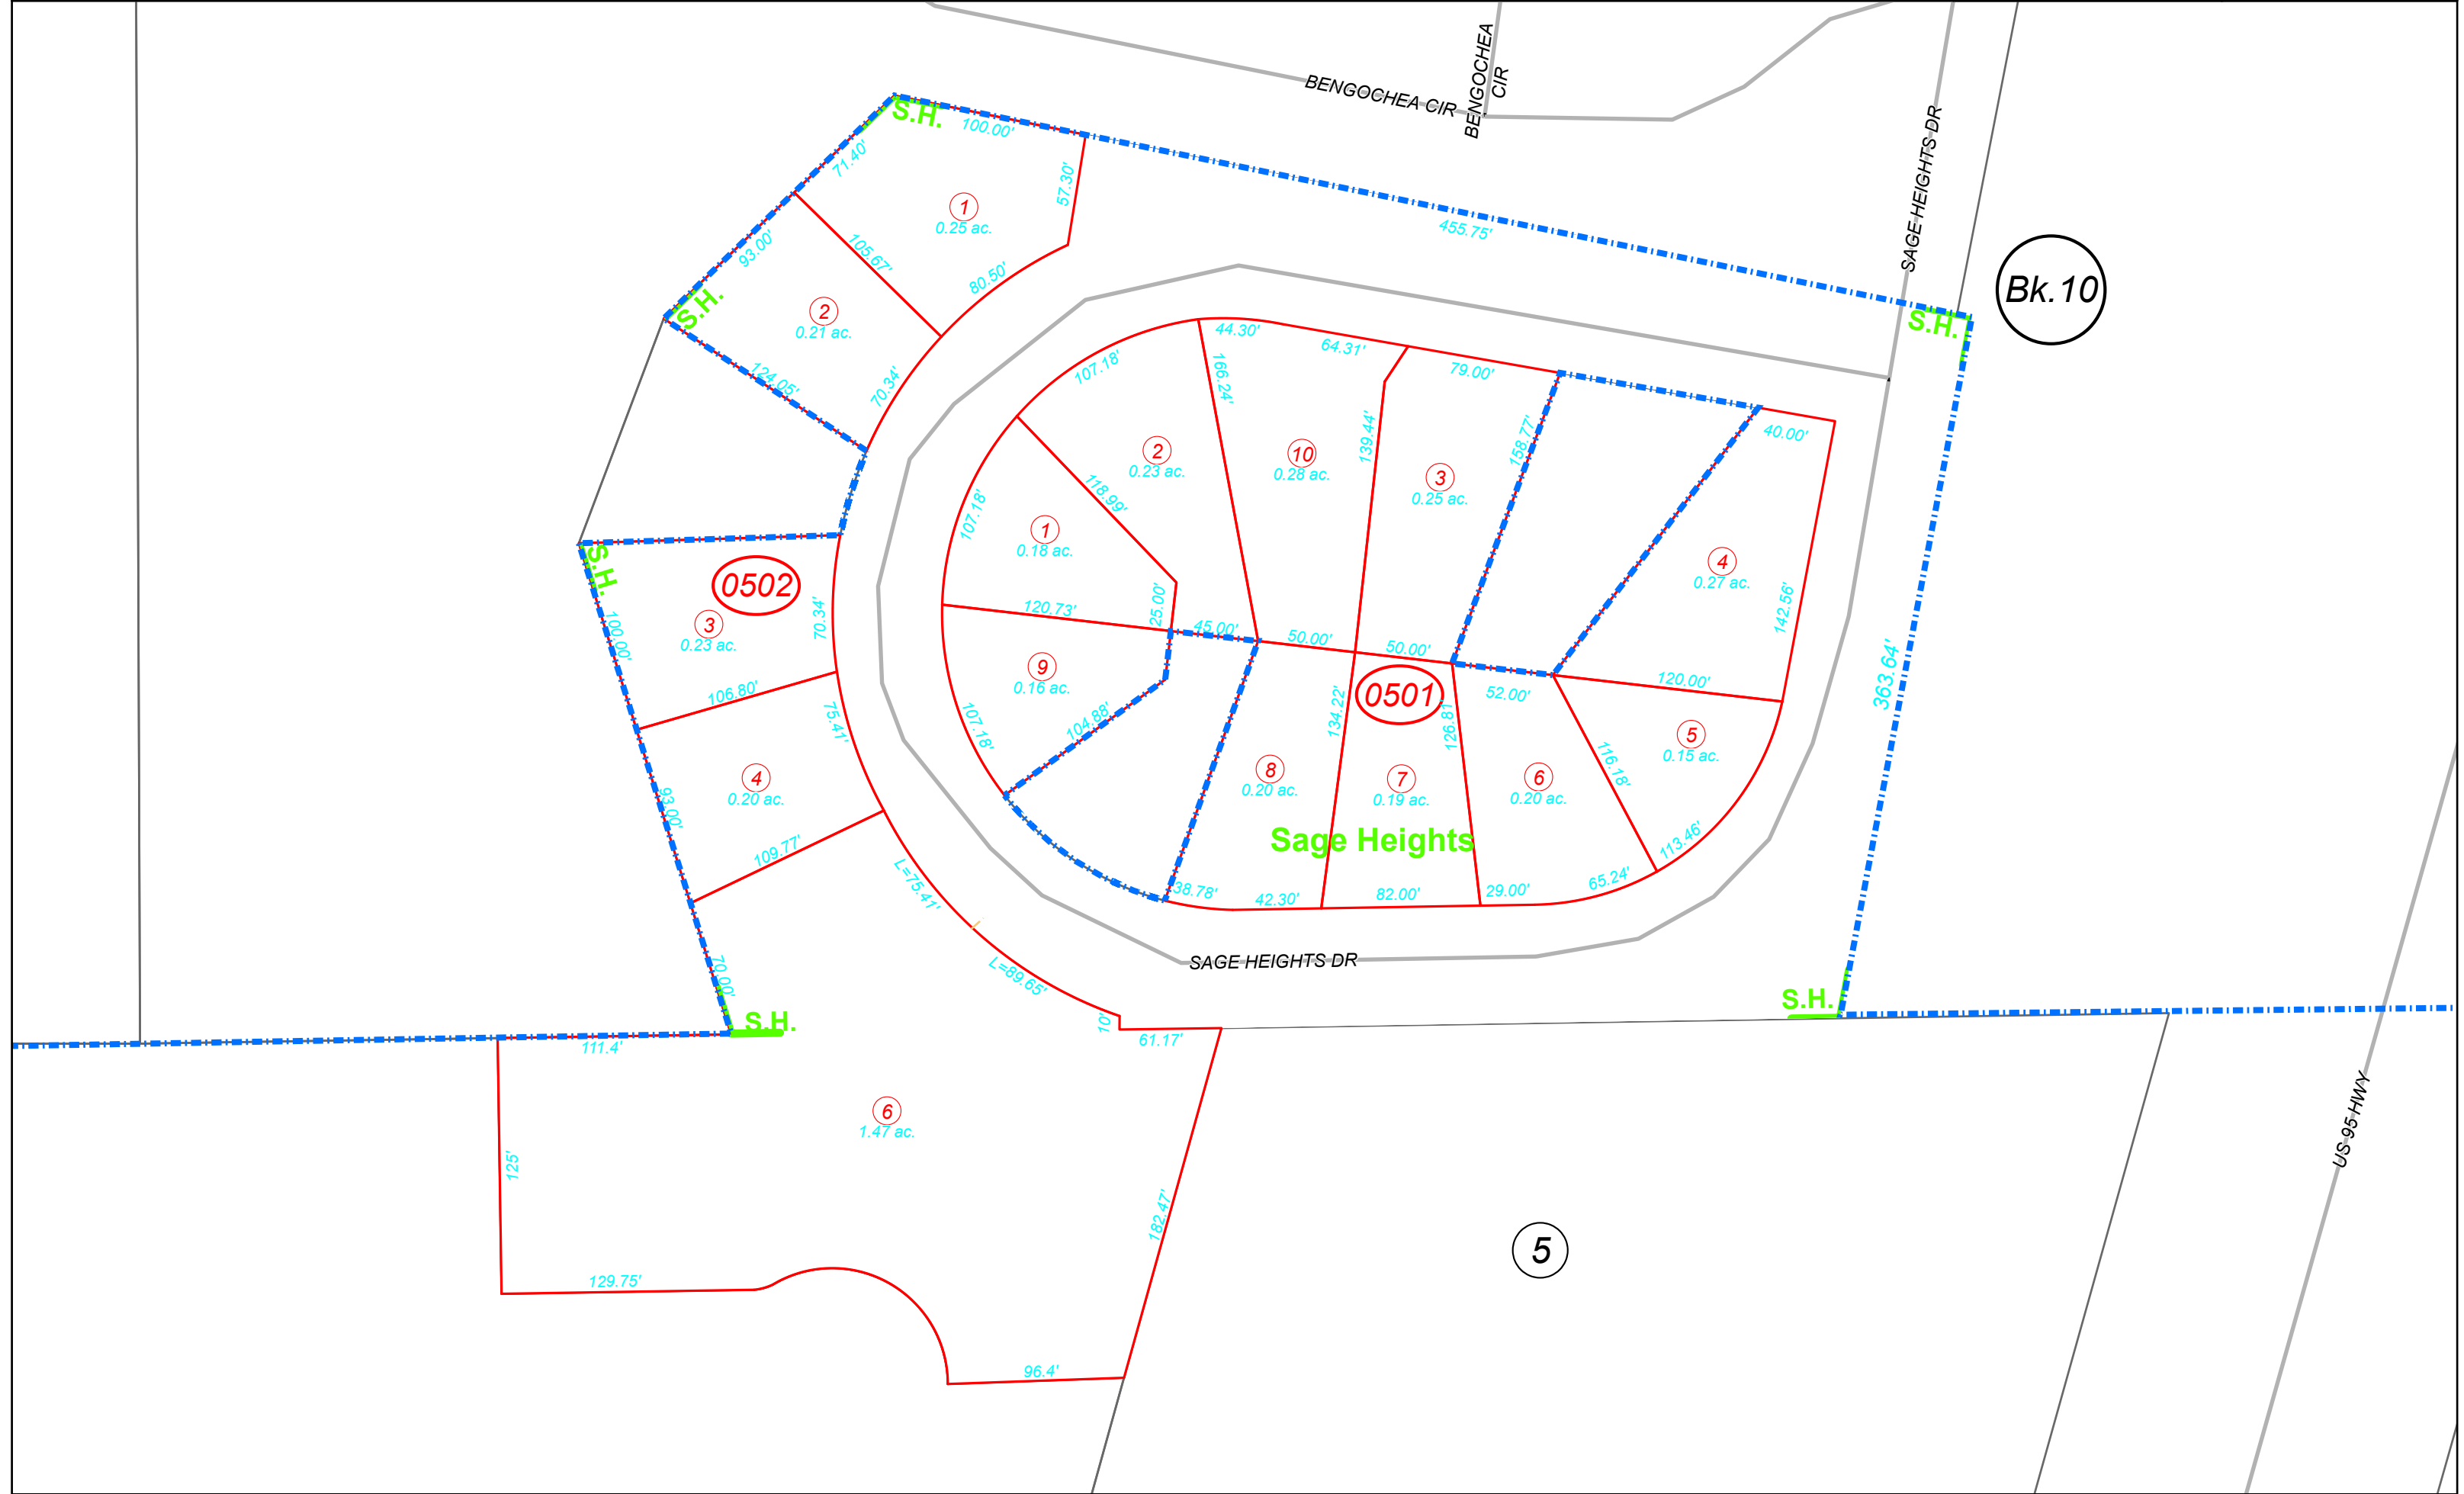 BENGOCHEA CIR
BENGOCHEA
CIR
SAGE HEIGHTS DR
Bk.10
S.H.
100.00'
71.40'
57.30'
1
0.25 ac.
455.75'
93.00'
105.67'
80.50'
S.H.
2
0.21 ac.
124.05'
70.34'
S.H.
44.30'
64.31'
79.00'
40.00'
107.18'
166.24'
139.44'
158.77'
2
0.23 ac.
10
0.28 ac.
3
0.25 ac.
118.99'
107.18'
1
0.18 ac.
4
0.27 ac.
142.56'
S.H.
0502
3
0.23 ac.
100.00'
70.34'
106.80'
75.41'
120.73'
25.00'
45.00'
50.00'
50.00'
52.00'
120.00'
363.64'
9
0.16 ac.
107.18'
104.88'
134.22'
0501
126.81
116.18'
5
0.15 ac.
4
0.20 ac.
93.00'
109.77'
8
0.20 ac.
7
0.19 ac.
6
0.20 ac.
Sage Heights
113.46'
65.24'
38.78'
42.30'
82.00'
29.00'
L=75.41'
L=89.65'
SAGE HEIGHTS DR
70.00'
S.H.
S.H.
10'
61.17'
111.4'
125'
6
1.47 ac.
182.47'
129.75'
96.4'
5
US 95 HWY